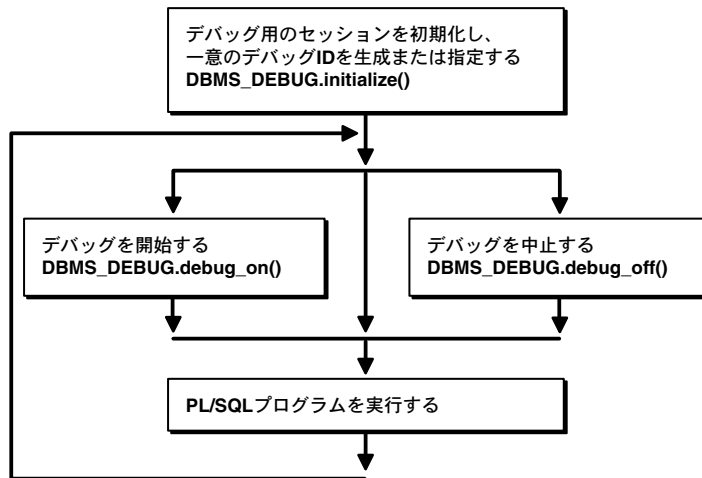 デバッグ用のセッションを初期化し、
一意のデバッグIDを生成または指定する
DBMS_DEBUG.initialize()
デバッグを開始する
DBMS_DEBUG.debug_on()
デバッグを中止する
DBMS_DEBUG.debug_off()
PL/SQLプログラムを実行する